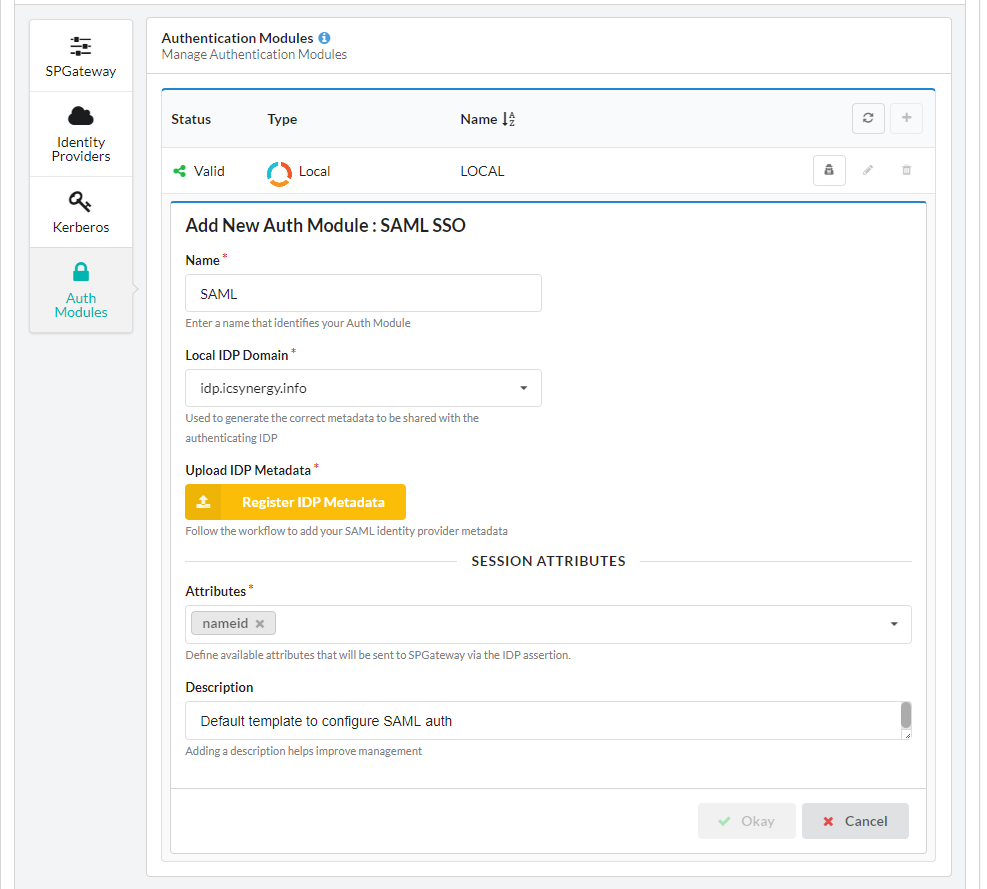 SPGateway
Identity
Providers
Kerberos
Auth
Modules
Authentication Modules
Manage Authentication Modules
Status Type Name
Valid Local LOCAL
Add New Auth Module : SAML SSO
Name *
SAML
Enter a name that identifies your Auth Module
Local IDP Domain *
idp.icsynergy.info
Used to generate the correct metadata to be shared with the
authenticating IDP
Upload IDP Metadata *
Register IDP Metadata
Follow the workflow to add your SAML identity provider metadata
SESSION ATTRIBUTES
Attributes *
nameid
Define available attributes that will be sent to SPGateway via the IDP assertion.
Description
Default template to configure SAML auth
Adding a description helps improve management
Okay Cancel